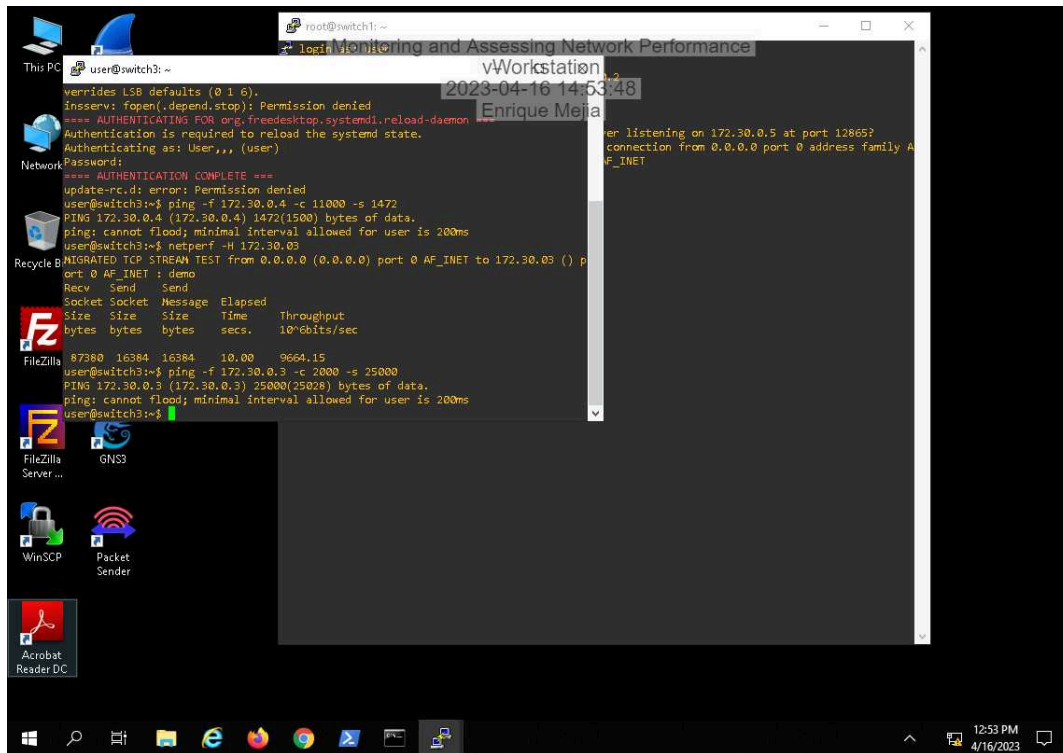 root@switch1: ~
login as: user
Monitoring and Assessing Network Performance
vWorkstation
2023-04-16 14:53:48
Enrique Mejia
This PC
Network
Recycle B
FileZilla
FileZilla
Server ...
GNS3
WinSCP
Packet
Sender
Acrobat
Reader DC
user@switch3: ~
verrides LSB defaults (0 1 6).
insserv: fopen(.depend.stop): Permission denied
==== AUTHENTICATING FOR org.freedesktop.systemd1.reload-daemon ===
Authentication is required to reload the systemd state.
Authenticating as: User,,, (user)
Password:
==== AUTHENTICATION COMPLETE ===
update-rc.d: error: Permission denied
user@switch3:~$ ping -f 172.30.0.4 -c 11000 -s 1472
PING 172.30.0.4 (172.30.0.4) 1472(1500) bytes of data.
ping: cannot flood; minimal interval allowed for user is 200ms
user@switch3:~$ netperf -H 172.30.03
MIGRATED TCP STREAM TEST from 0.0.0.0 (0.0.0.0) port 0 AF_INET to 172.30.03 () p
ort 0 AF_INET : demo
Recv Send Send
Socket Socket Message Elapsed
Size Size Size Time Throughput
bytes bytes bytes secs. 10^6bits/sec
87380 16384 16384 10.00 9664.15
user@switch3:~$ ping -f 172.30.0.3 -c 2000 -s 25000
PING 172.30.0.3 (172.30.0.3) 25000(25028) bytes of data.
ping: cannot flood; minimal interval allowed for user is 200ms
user@switch3:~$
.2
ver listening on 172.30.0.5 at port 12865?
connection from 0.0.0.0 port 0 address family A
F_INET
12:53 PM
4/16/2023